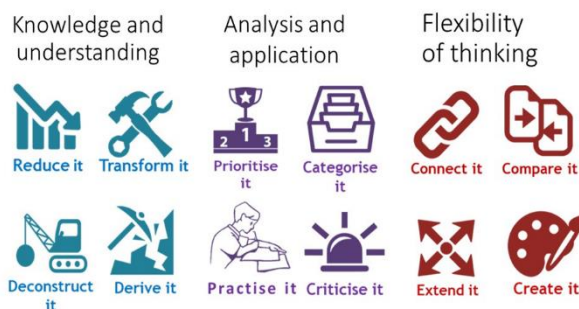 Knowledge and
understanding
Analysis and
application
Flexibility
of thinking
Reduce it
Transform it
2 1 3
Prioritise
it
Categorise
it
Connect it
Compare it
Deconstruct
it
Derive it
Practise it
Criticise it
Extend it
Create it